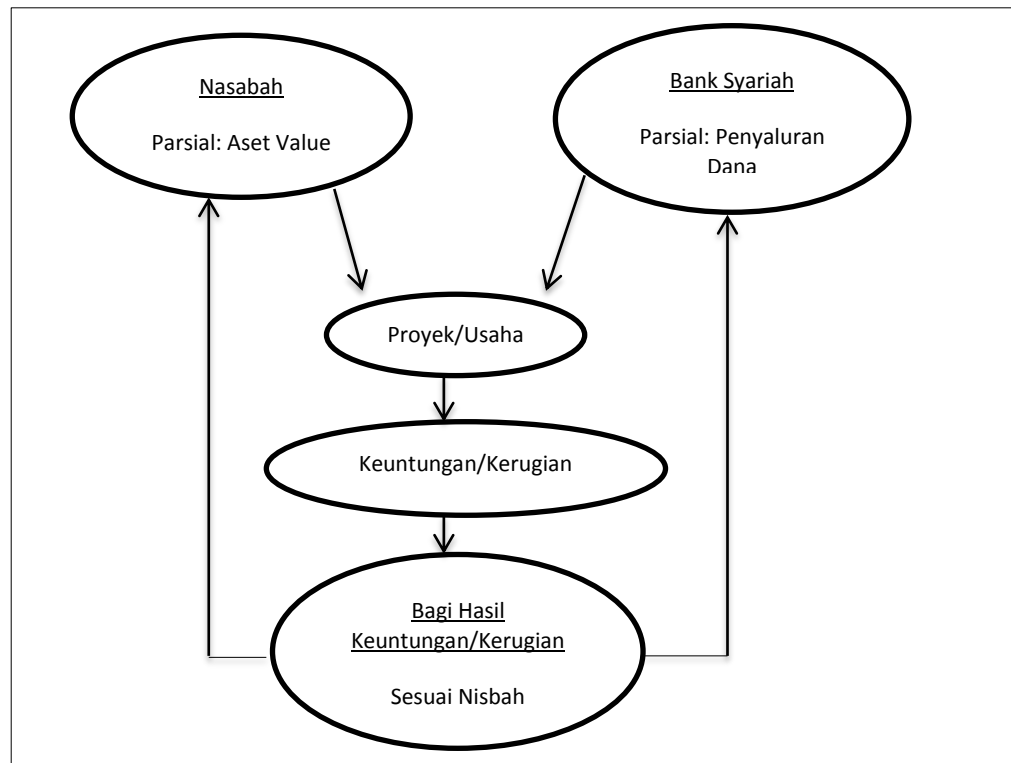 Nasabah
Parsial: Aset Value
Bank Syariah
Parsial: Penyaluran
Dana
Proyek/Usaha
Keuntungan/Kerugian
Bagi Hasil
Keuntungan/Kerugian
Sesuai Nisbah